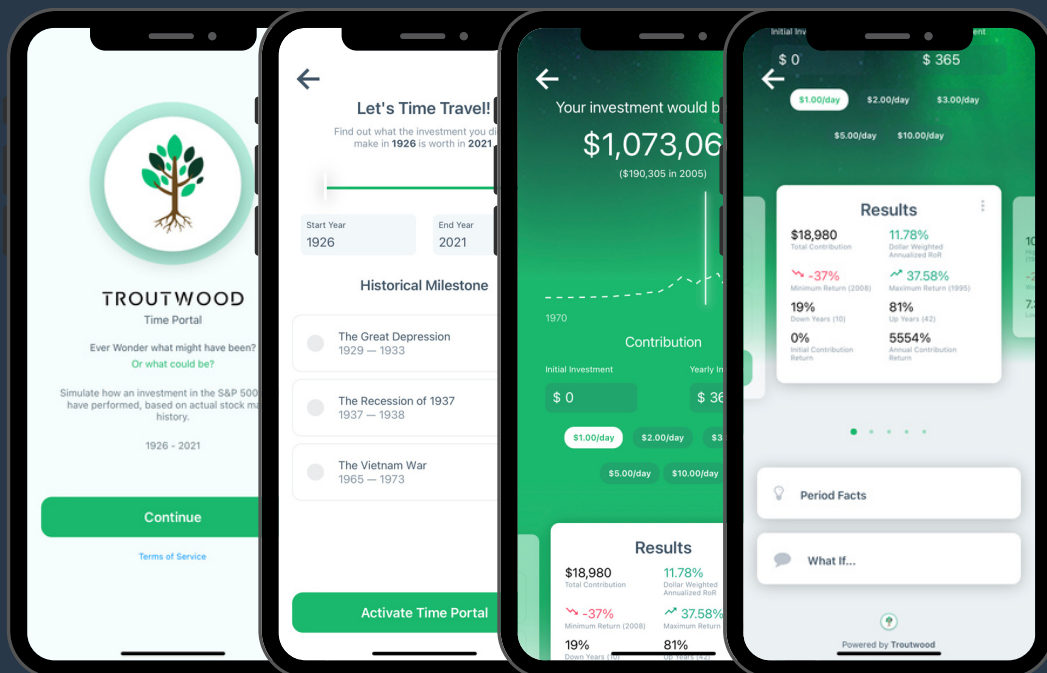 TROUTWOOD
Time Portal
Ever Wonder what might have been?
Or what could be?
Simulate how an investment in the S&P 500
have performed, based on actual stock ma
history.
1926 - 2021
Continue
Terms of Service
Let's Time Travel!
Find out what the investment you di
make in 1926 is worth in 2021
Start Year
1926
End Year
2021
Historical Milestone
The Great Depression
1929 — 1933
The Recession of 1937
1937 — 1938
The Vietnam War
1965 — 1973
Activate Time Portal
Your investment would b
$1,073,06
($190,305 in 2005)
1970
Contribution
Initial Investment
Yearly In
$ 0
$ 36
$1.00/day
$2.00/day
$3
$5.00/day
$10.00/day
Results
$18,980
Total Contribution
11.78%
Dollar Weighted
Annualized RoR
-37%
Minimum Return (2008)
37.58%
Maximum Return
19%
Down Years (10)
81%
Up Years (42)
Initial Inv
ent
$ 0
$ 365
$1.00/day
$2.00/day
$3.00/day
$5.00/day
$10.00/day
Results
$18,980
Total Contribution
11.78%
Dollar Weighted
Annualized RoR
-37%
Minimum Return (2008)
37.58%
Maximum Return (1995)
19%
Down Years (10)
81%
Up Years (42)
0%
Initial Contribution
Return
5554%
Annual Contribution
Return
Period Facts
What If...
Powered by Troutwood